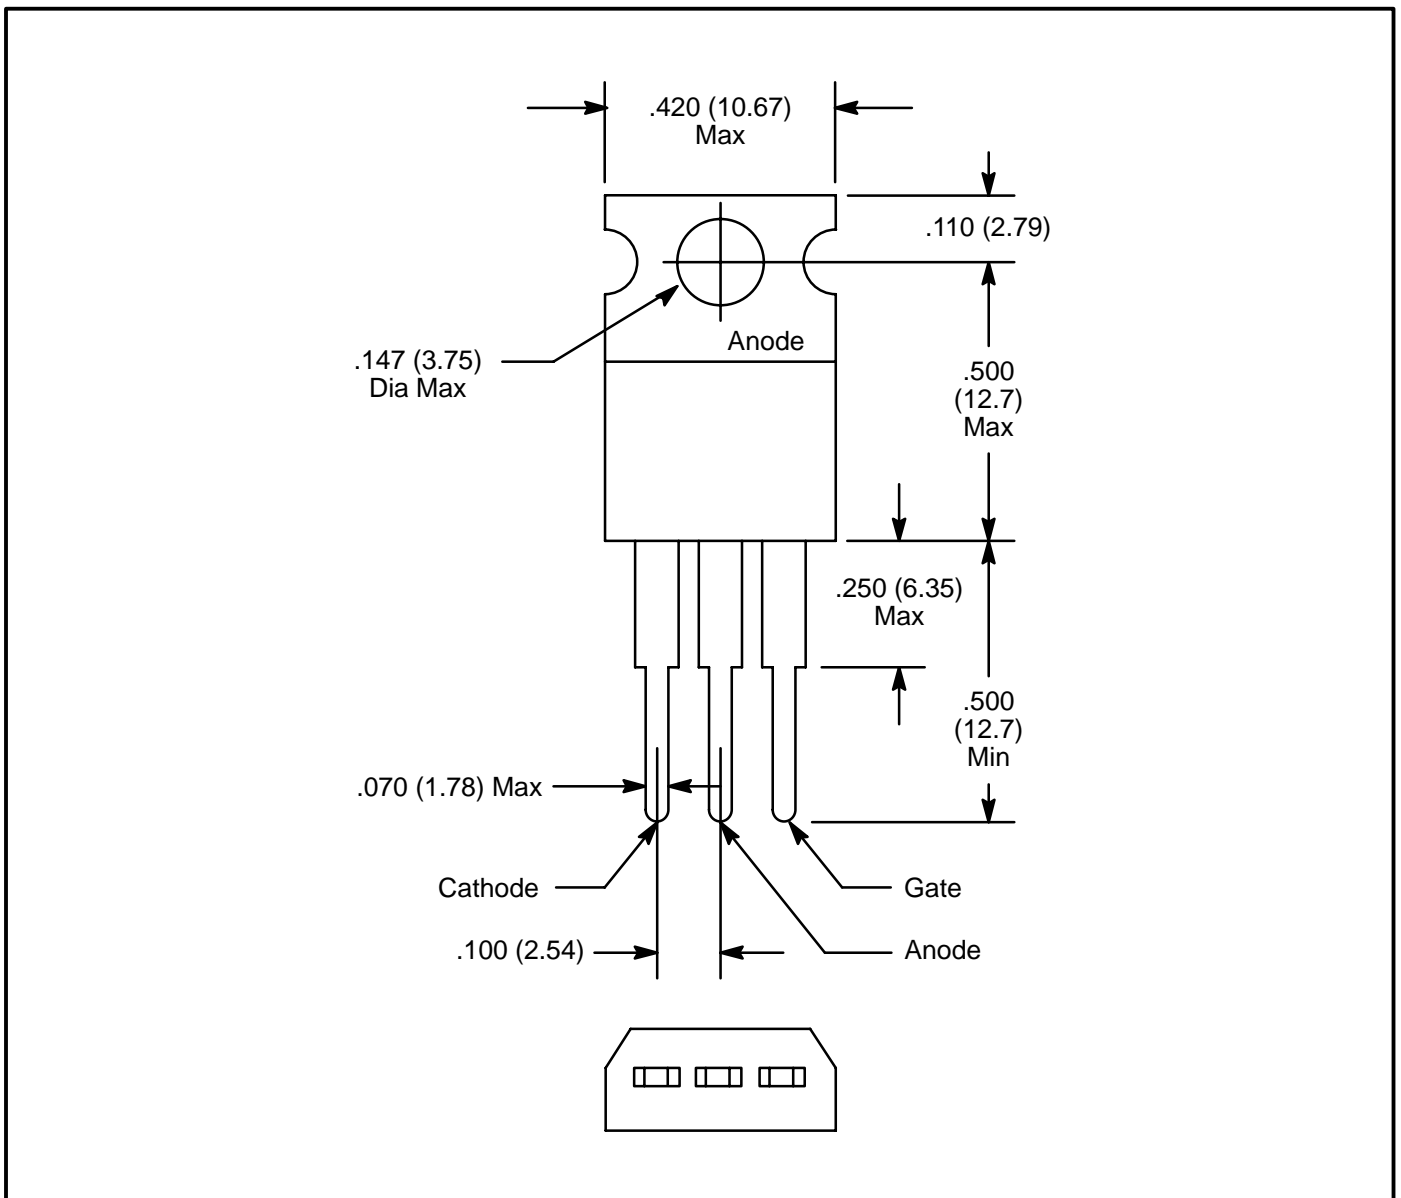 .420 (10.67)
Max
.110 (2.79)
Anode
.147 (3.75)
Dia Max
.500
(12.7)
Max
.250 (6.35)
Max
.500
(12.7)
Min
.070 (1.78) Max
Cathode
Gate
.100 (2.54)
Anode